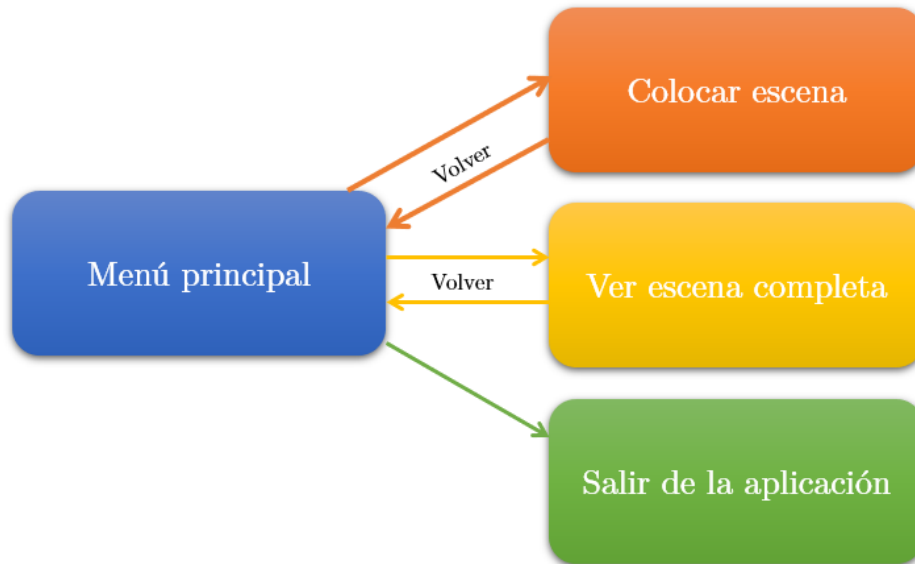 Colocar escena
Volver
Menú principal
Volver
Ver escena completa
Salir de la aplicación